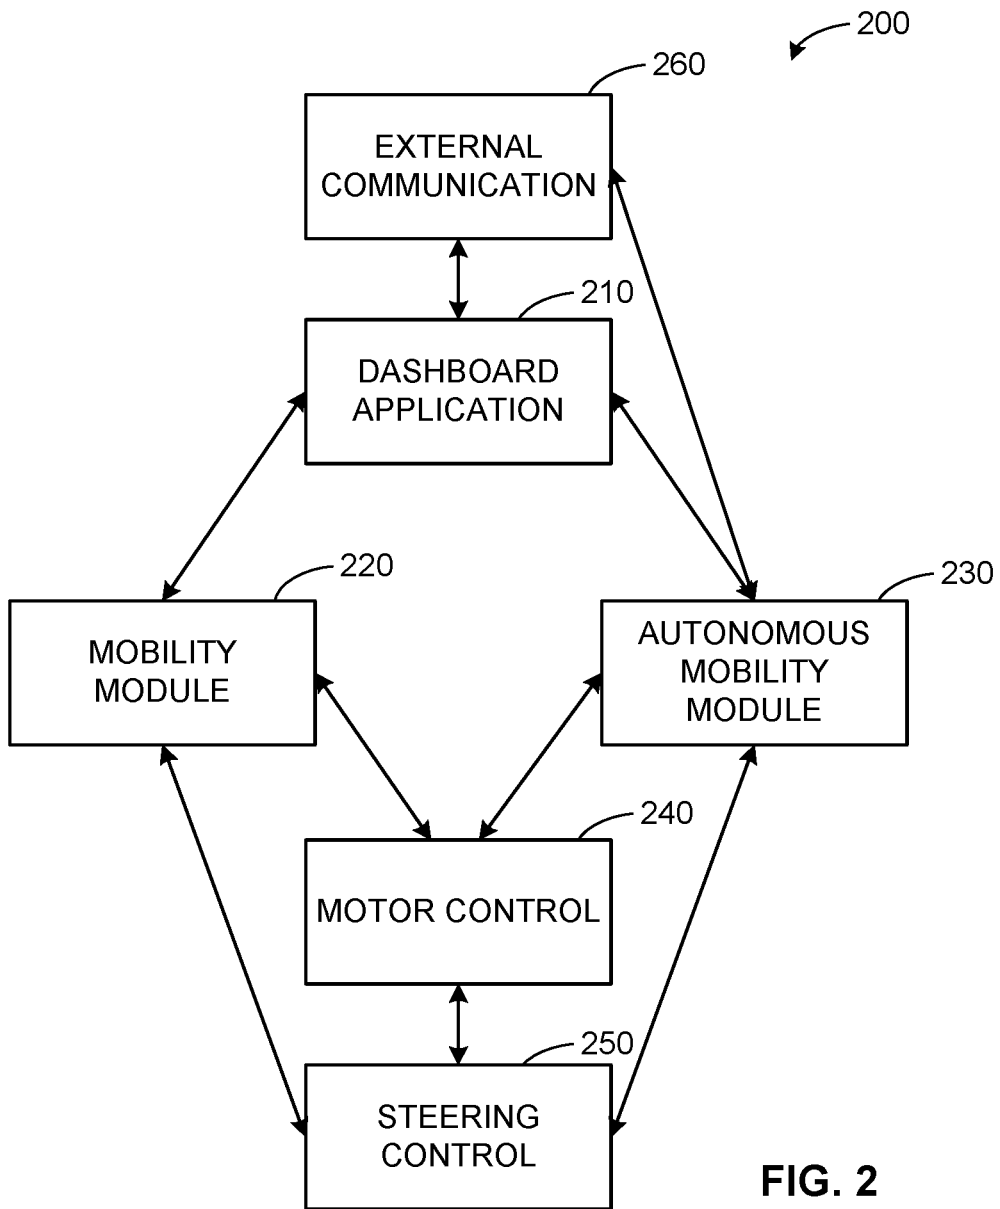 200
260
EXTERNAL
COMMUNICATION
210
DASHBOARD
APPLICATION
220
MOBILITY
MODULE
230
AUTONOMOUS
MOBILITY
MODULE
240
MOTOR CONTROL
250
STEERING
CONTROL
FIG. 2